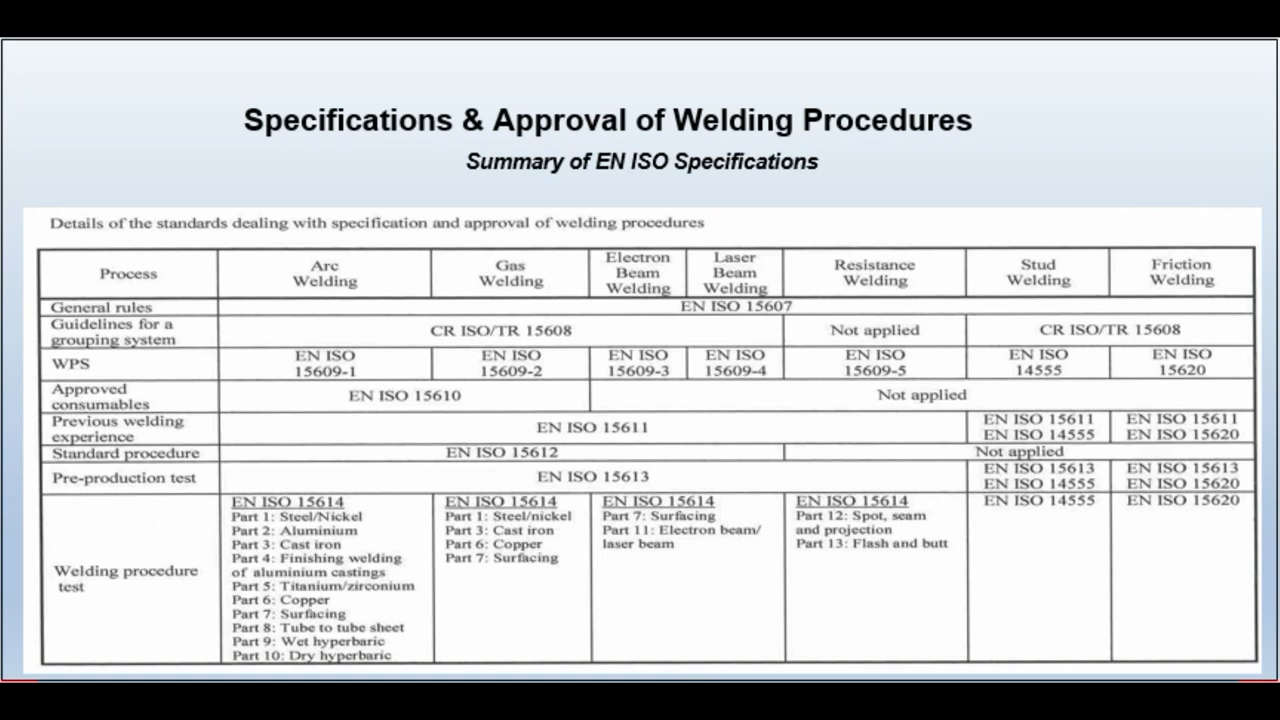 Specifications & Approval of Welding Procedures
Summary of EN ISO Specifications
Details of the standards dealing with specification and approval of welding procedures
Process
Arc
Welding
Gas
Welding
Electron
Beam
Welding
Laser
Beam
Welding
Resistance
Welding
Stud
Welding
Friction
Welding
General rules
EN ISO 15607
Guidelines for a
grouping system
CR ISO/TR 15608
Not applied
CR ISO/TR 15608
WPS
EN ISO
15609-1
EN ISO
15609-2
EN ISO
15609-3
EN ISO
15609-4
EN ISO
15609-5
EN ISO
14555
EN ISO
15620
Approved
consumables
EN ISO 15610
Not applied
Previous welding
experience
EN ISO 15611
EN ISO 15611
EN ISO 14555
EN ISO 15611
EN ISO 15620
Standard procedure
EN ISO 15612
Not applied
Pre-production test
EN ISO 15613
EN ISO 15613
EN ISO 14555
EN ISO 15613
EN ISO 15620
Welding procedure
test
EN ISO 15614
Part 1: Steel/Nickel
Part 2: Aluminium
Part 3: Cast iron
Part 4: Finishing welding
of aluminium castings
Part 5: Titanium/zirconium
Part 6: Copper
Part 7: Surfacing
Part 8: Tube to tube sheet
Part 9: Wet hyperbaric
Part 10: Dry hyperbaric
EN ISO 15614
Part 1: Steel/nickel
Part 3: Cast iron
Part 6: Copper
Part 7: Surfacing
EN ISO 15614
Part 7: Surfacing
Part 11: Electron beam/
laser beam
EN ISO 15614
Part 12: Spot, seam
and projection
Part 13: Flash and butt
EN ISO 14555
EN ISO 15620